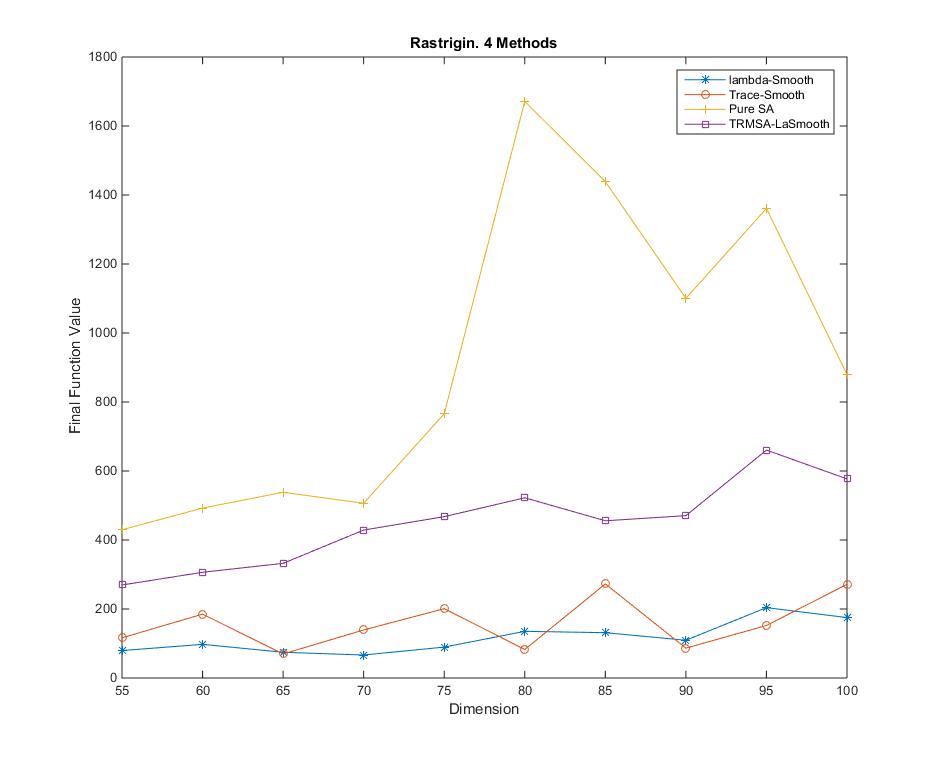 Rastrigin. 4 Methods
1800
1600
1400
1200
1000
800
600
400
200
0
Final Function Value
lambda-Smooth
Trace-Smooth
Pure SA
TRMSA-LaSmooth
55 60 65 70 75 80 85 90 95 100
Dimension